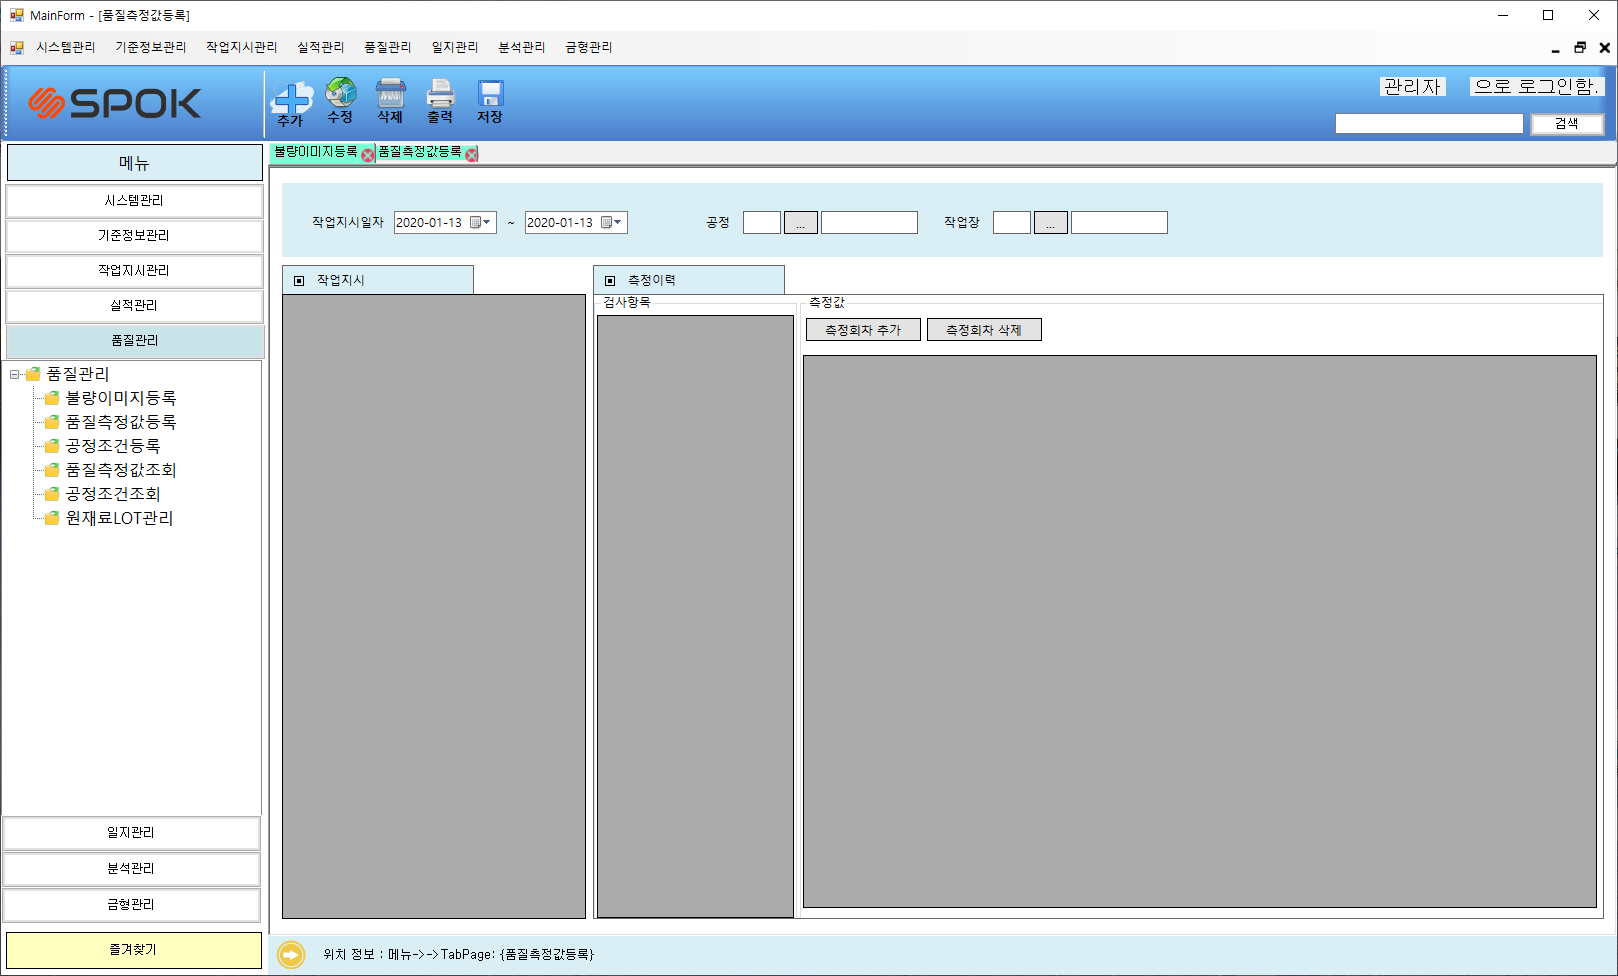 MainForm - [품질측정값등록]
시스템관리 기준정보관리 작업지시관리 실적관리 품질관리 일지관리 분석관리 금형관리
SPOK
추가 수정 삭제 출력 저장
관리자 으로 로그인함.
검색
메뉴
시스템관리
기준정보관리
작업지시관리
실적관리
품질관리
품질관리
불량이미지등록
품질측정값등록
공정조건등록
품질측정값조회
공정조건조회
원재료LOT관리
일지관리
분석관리
금형관리
즐겨찾기
불량이미지등록 품질측정값등록
작업지시일자 2020-01-13 ~ 2020-01-13 공정 ... 작업장 ...
작업지시
측정이력
검사항목
측정값
측정회차 추가 측정회차 삭제
위치 정보 : 메뉴->->TabPage: {품질측정값등록}